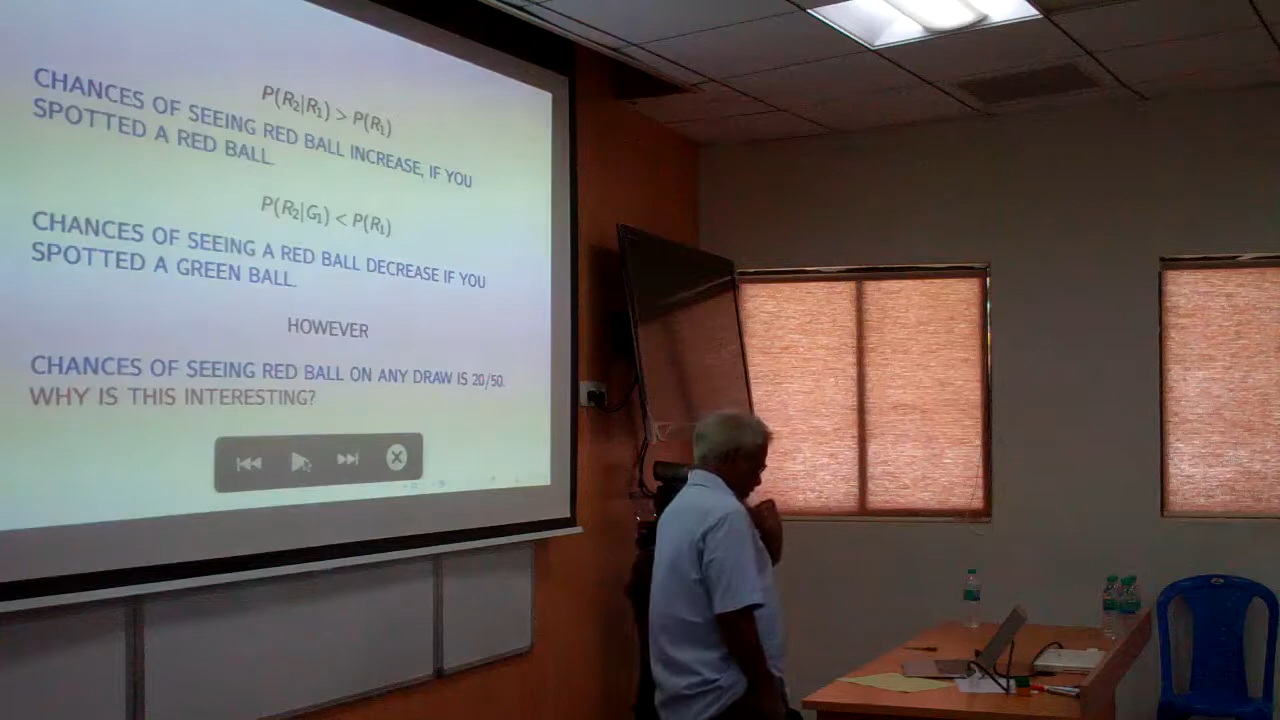 P(R₂|R₁) > P(R₁)
CHANCES OF SEEING RED BALL INCREASE, IF YOU
SPOTTED A RED BALL.
P(R₂|G₁) < P(R₁)
CHANCES OF SEEING A RED BALL DECREASE IF YOU
SPOTTED A GREEN BALL.
HOWEVER
CHANCES OF SEEING RED BALL ON ANY DRAW IS 20/50.
WHY IS THIS INTERESTING?